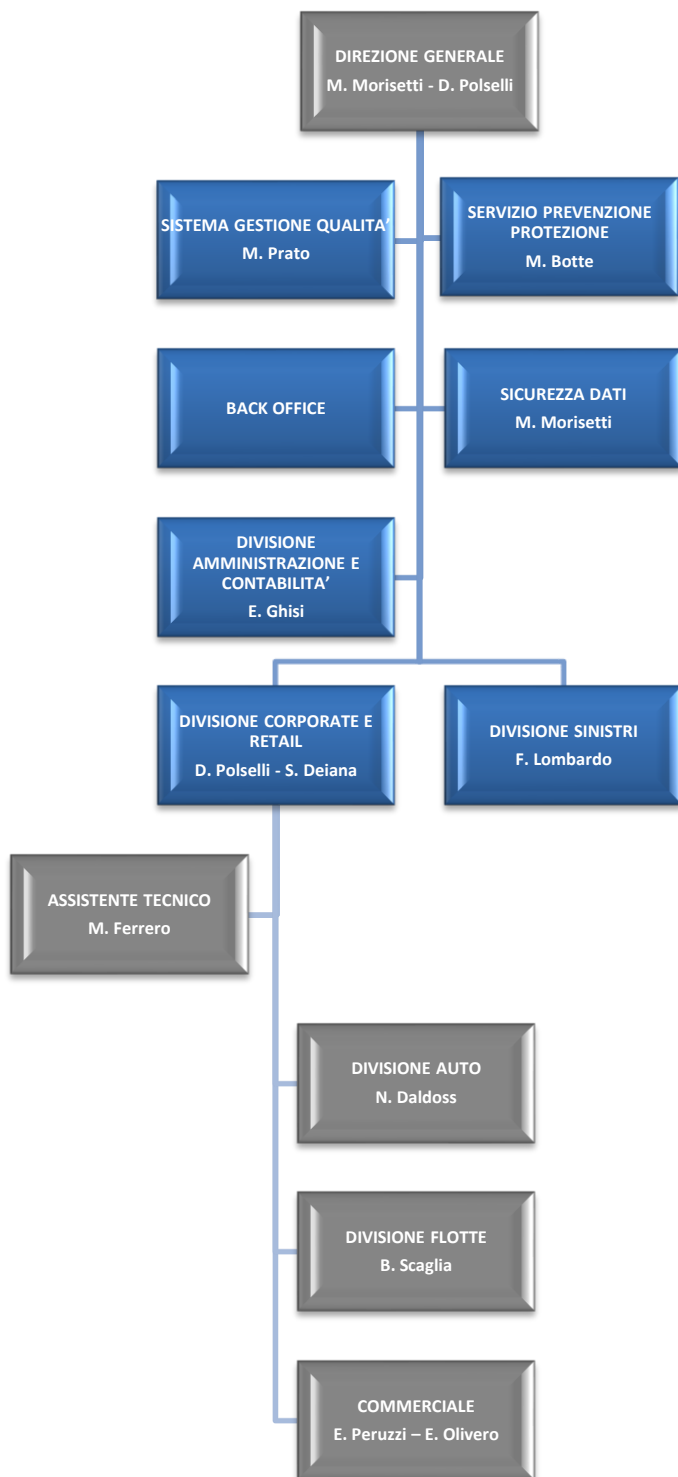 DIREZIONE GENERALE
M. Morisetti - D. Polselli
SISTEMA GESTIONE QUALITA’
M. Prato
SERVIZIO PREVENZIONE
PROTEZIONE
M. Botte
BACK OFFICE
SICUREZZA DATI
M. Morisetti
DIVISIONE
AMMINISTRAZIONE E
CONTABILITA’
E. Ghisi
DIVISIONE CORPORATE E
RETAIL
D. Polselli - S. Deiana
DIVISIONE SINISTRI
F. Lombardo
ASSISTENTE TECNICO
M. Ferrero
DIVISIONE AUTO
N. Daldoss
DIVISIONE FLOTTE
B. Scaglia
COMMERCIALE
E. Peruzzi – E. Olivero